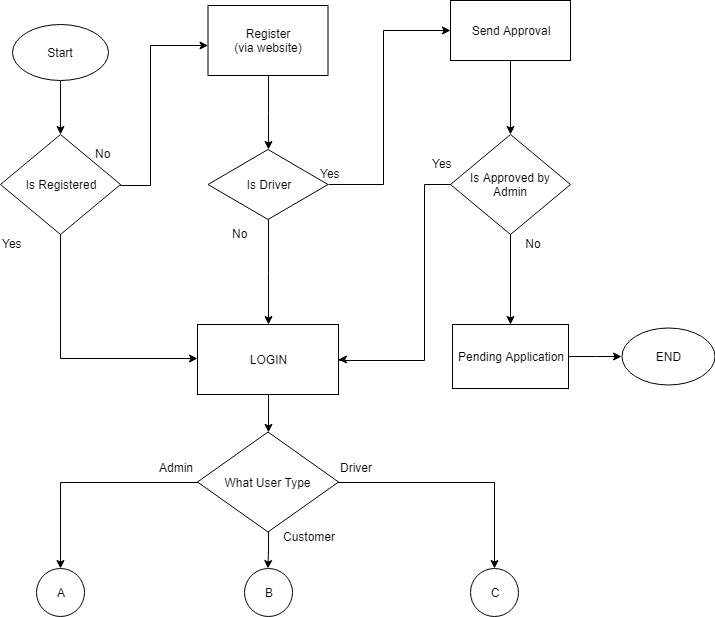 Start
Register
(via website)
Send Approval
No
Is Registered
Yes
Is Driver
Yes
No
Yes
Is Approved by
Admin
No
LOGIN
Pending Application
END
Admin
What User Type
Driver
Customer
A
B
C